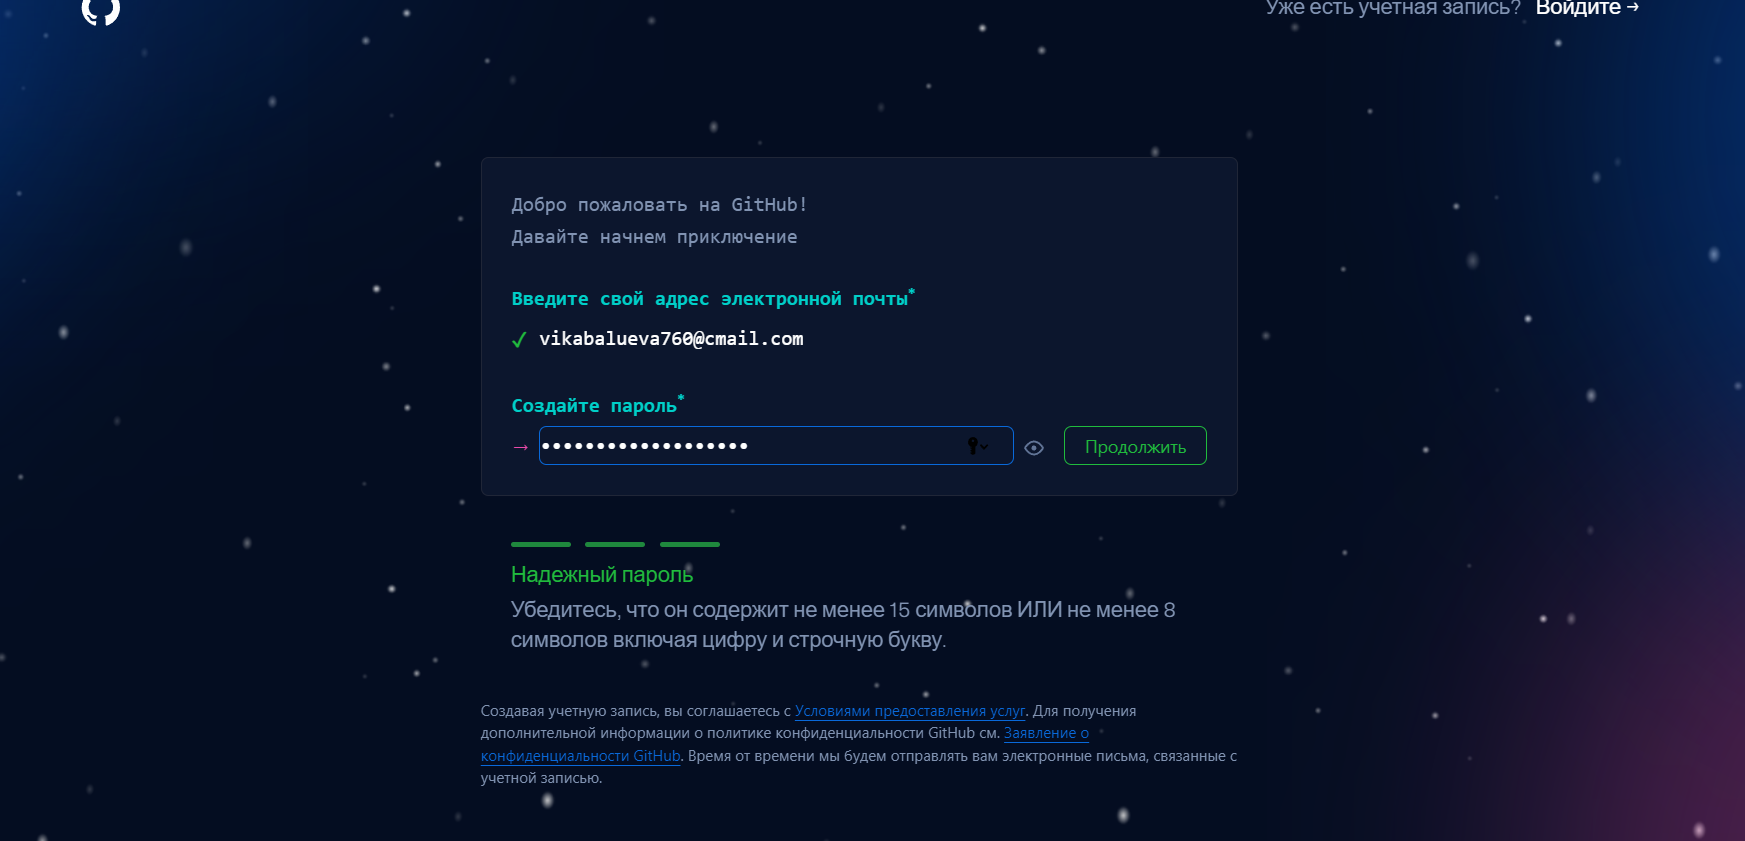 Уже есть учетная запись? Войдите →
Добро пожаловать на GitHub!
Давайте начнем приключение
Введите свой адрес электронной почты*
✓ vikabalueva760@cmail.com
Создайте пароль*
→ ••••••••••••••••••• Продолжить
Надежный пароль
Убедитесь, что он содержит не менее 15 символов ИЛИ не менее 8
символов включая цифру и строчную букву.
Создавая учетную запись, вы соглашаетесь с Условиями предоставления услуг. Для получения
дополнительной информации о политике конфиденциальности GitHub см. Заявление о
конфиденциальности GitHub. Время от времени мы будем отправлять вам электронные письма, связанные с
учетной записью.